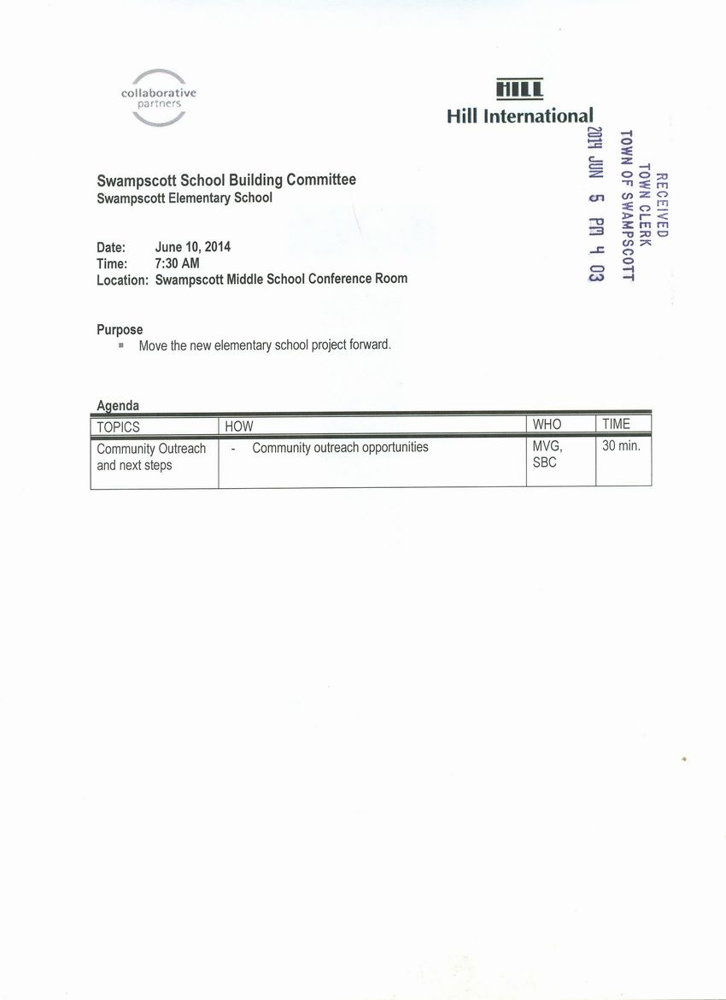 collaborative
partners
HILL
Hill International
RECEIVED
TOWN CLERK
TOWN OF SWAMPSCOTT
2014 JUN 5 PM 4 03
Swampscott School Building Committee
Swampscott Elementary School
Date: June 10, 2014
Time: 7:30 AM
Location: Swampscott Middle School Conference Room
Purpose
▪ Move the new elementary school project forward.
Agenda
TOPICS HOW WHO TIME
Community Outreach - Community outreach opportunities MVG, 30 min.
and next steps SBC